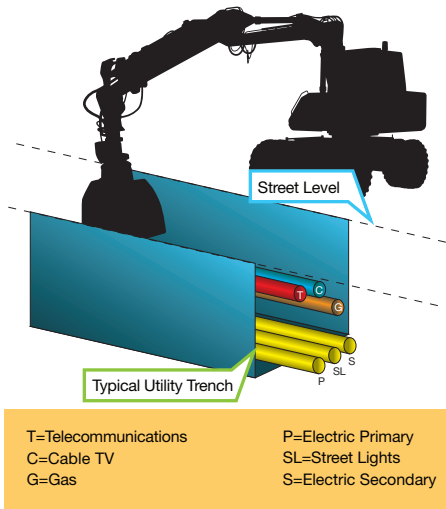 Street Level
C
T
G
S
SL
P
Typical Utility Trench
T=Telecommunications
C=Cable TV
G=Gas
P=Electric Primary
SL=Street Lights
S=Electric Secondary